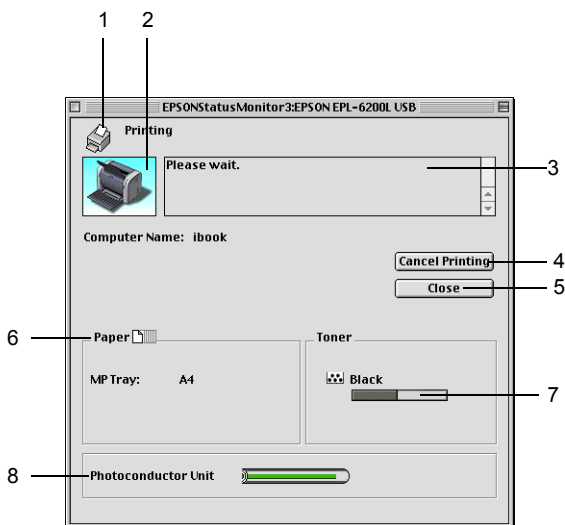 1 2
EPSONStatusMonitor3:EPSON EPL-6200L USB
Printing
Please wait.
3
Computer Name: ibook
Cancel Printing
4
Close
5
6
Paper
Toner
MP Tray: A4
Black
7
8
Photoconductor Unit